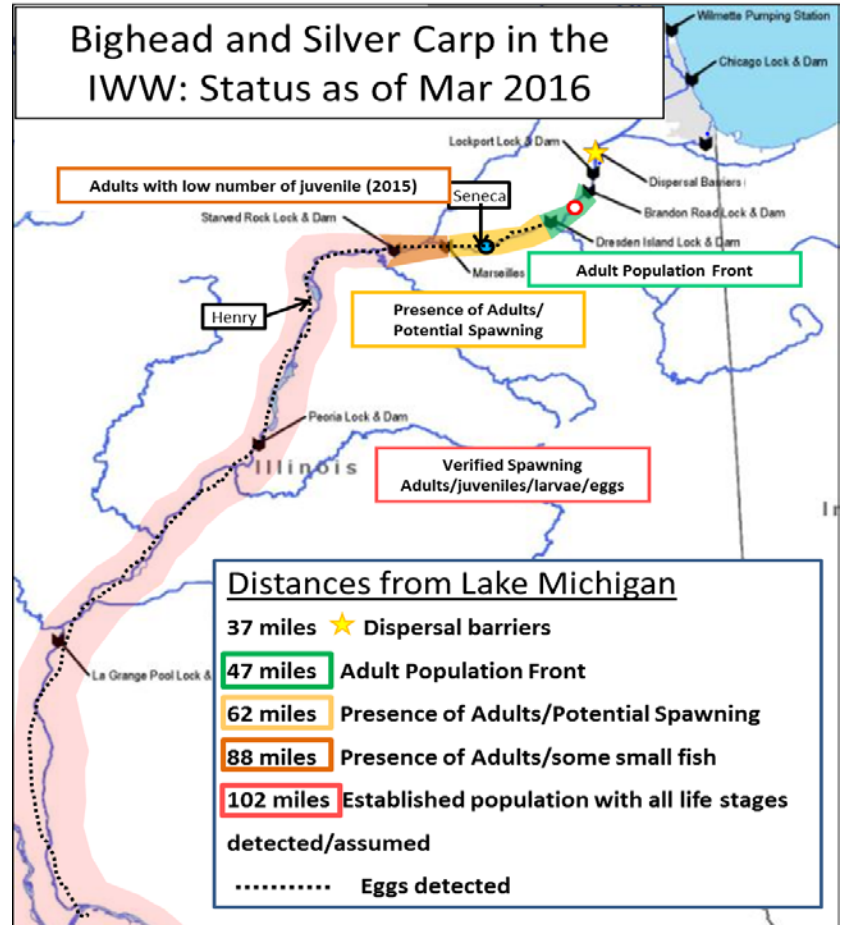 Bighead and Silver Carp in the
IWW: Status as of Mar 2016
Wilmette Pumping Station
Chicago Lock & Dam
Lockport Lock & Dam
Adults with low number of juvenile (2015)
Seneca
Dispersal Barriers
Starved Rock Lock & Dam
Brandon Road Lock & Dam
Dresden Island Lock & Dam
Marseilles
Adult Population Front
Henry
Presence of Adults/
Potential Spawning
Peoria Lock & Dam
Illinois
Verified Spawning
Adults/juveniles/larvae/eggs
In
Distances from Lake Michigan
37 miles Dispersal barriers
47 miles Adult Population Front
62 miles Presence of Adults/Potential Spawning
88 miles Presence of Adults/some small fish
102 miles Established population with all life stages
detected/assumed
Eggs detected
La Grange Pool Lock &